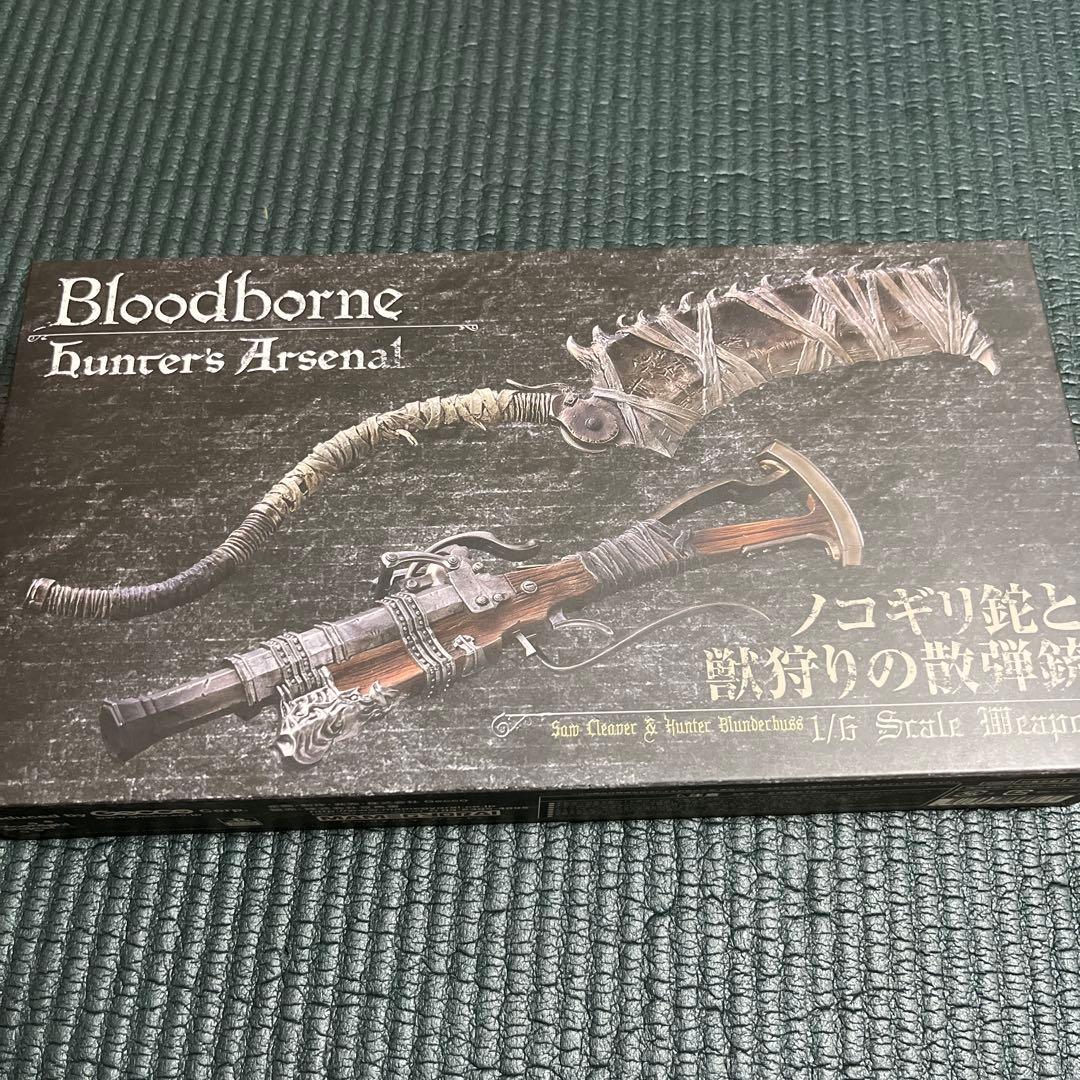 Bloodborne
Hunter's Arsenal
ノコギリ鉈と
獣狩りの散弾銃
Saw Cleaver & Hunter Blunderbuss 1/6 Scale Weapo